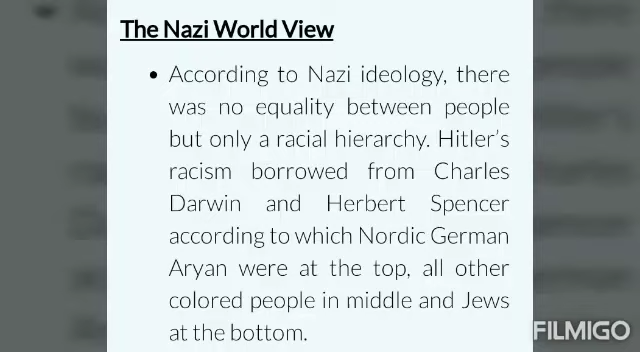 The Nazi World View
• According to Nazi ideology, there
was no equality between people
but only a racial hierarchy. Hitler's
racism borrowed from Charles
Darwin and Herbert Spencer
according to which Nordic German
Aryan were at the top, all other
colored people in middle and Jews
at the bottom.
FILMIGO